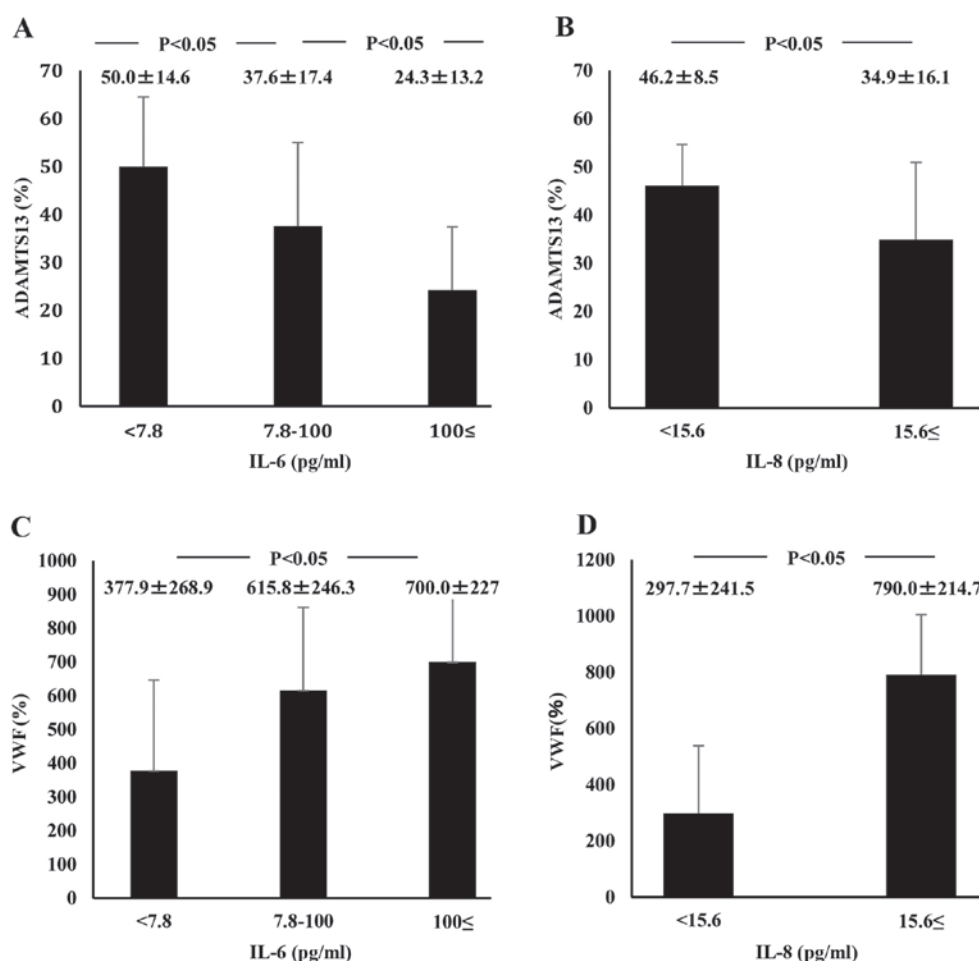 A
P<0.05 P<0.05
50.0±14.6 37.6±17.4 24.3±13.2
70
60
50
40
30
20
10
0
ADAMTS13 (%)
<7.8 7.8-100 100≤
IL-6 (pg/ml)
B
P<0.05
46.2±8.5 34.9±16.1
70
60
50
40
30
20
10
0
ADAMTS13 (%)
<15.6 15.6≤
IL-8 (pg/ml)
C
P<0.05
377.9±268.9 615.8±246.3 700.0±227
1000
900
800
700
600
500
400
300
200
100
0
VWF(%)
<7.8 7.8-100 100≤
IL-6 (pg/ml)
D
P<0.05
297.7±241.5 790.0±214.7
1200
1000
800
600
400
200
0
VWF(%)
<15.6 15.6≤
IL-8 (pg/ml)